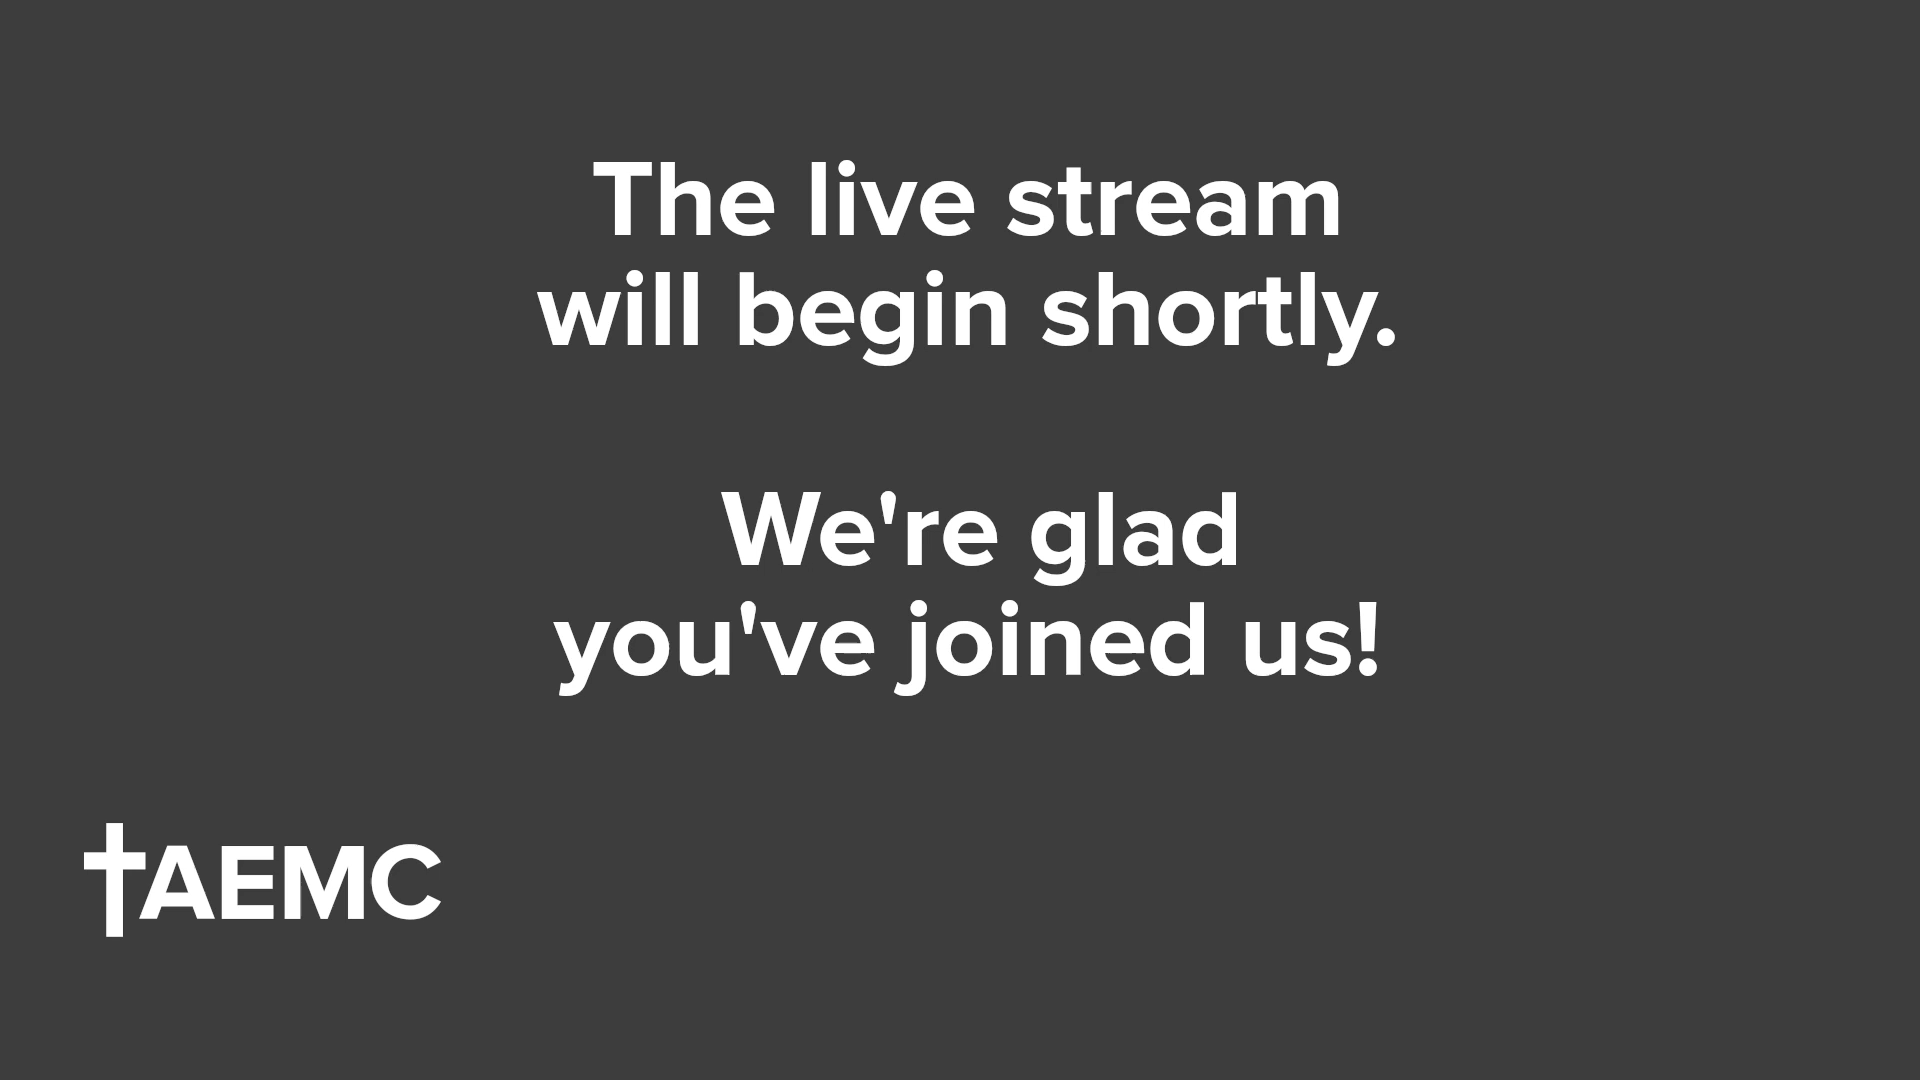 The live stream
will begin shortly.
We're glad
you've joined us!
AEMC